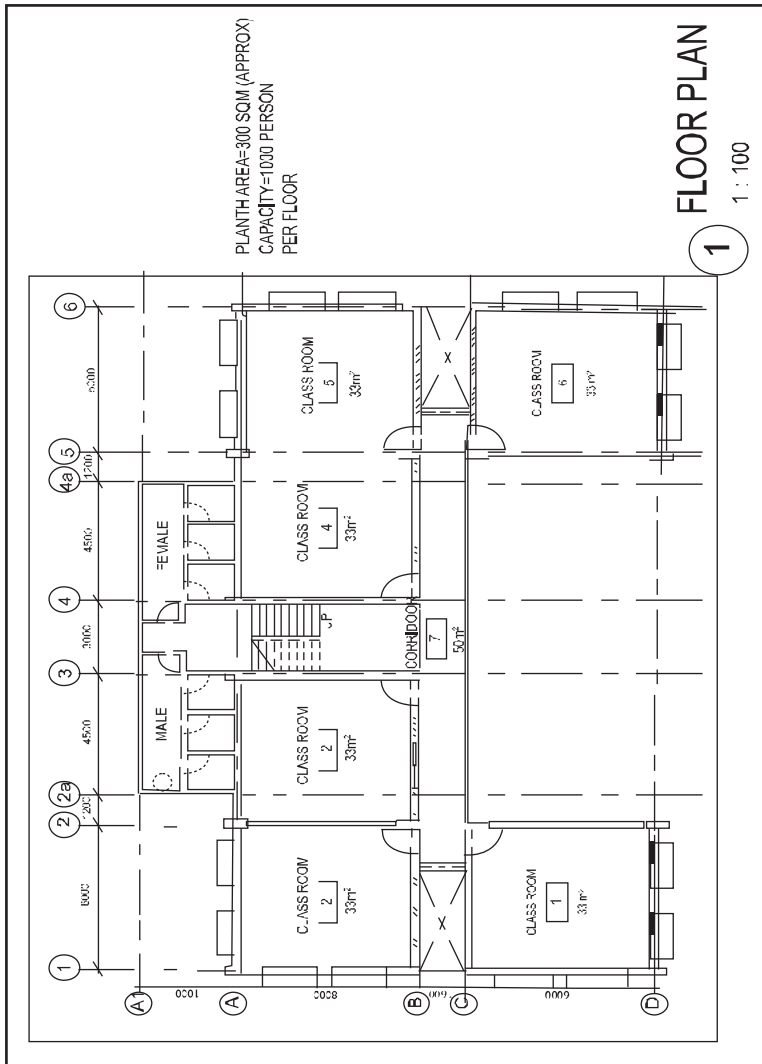 PLANTH AREA=300 SQM (APPROX)
CAPACITY=1000 PERSON
PER FLOOR
1
FLOOR PLAN
1 : 100
1
2
2a
3
4
4a
5
6
1200
4500
3000
4500
1200
A1
A
B
C
D
1000
8000
6000
MALE
FEMALE
CLASS ROOM
2
33m²
CLASS ROOM
2
33m²
CLASS ROOM
4
33m²
CLASS ROOM
5
33m²
CORRIDOOR
7
50m²
X
X
CLASS ROOM
1
33 m²
CLASS ROOM
6
33 m²